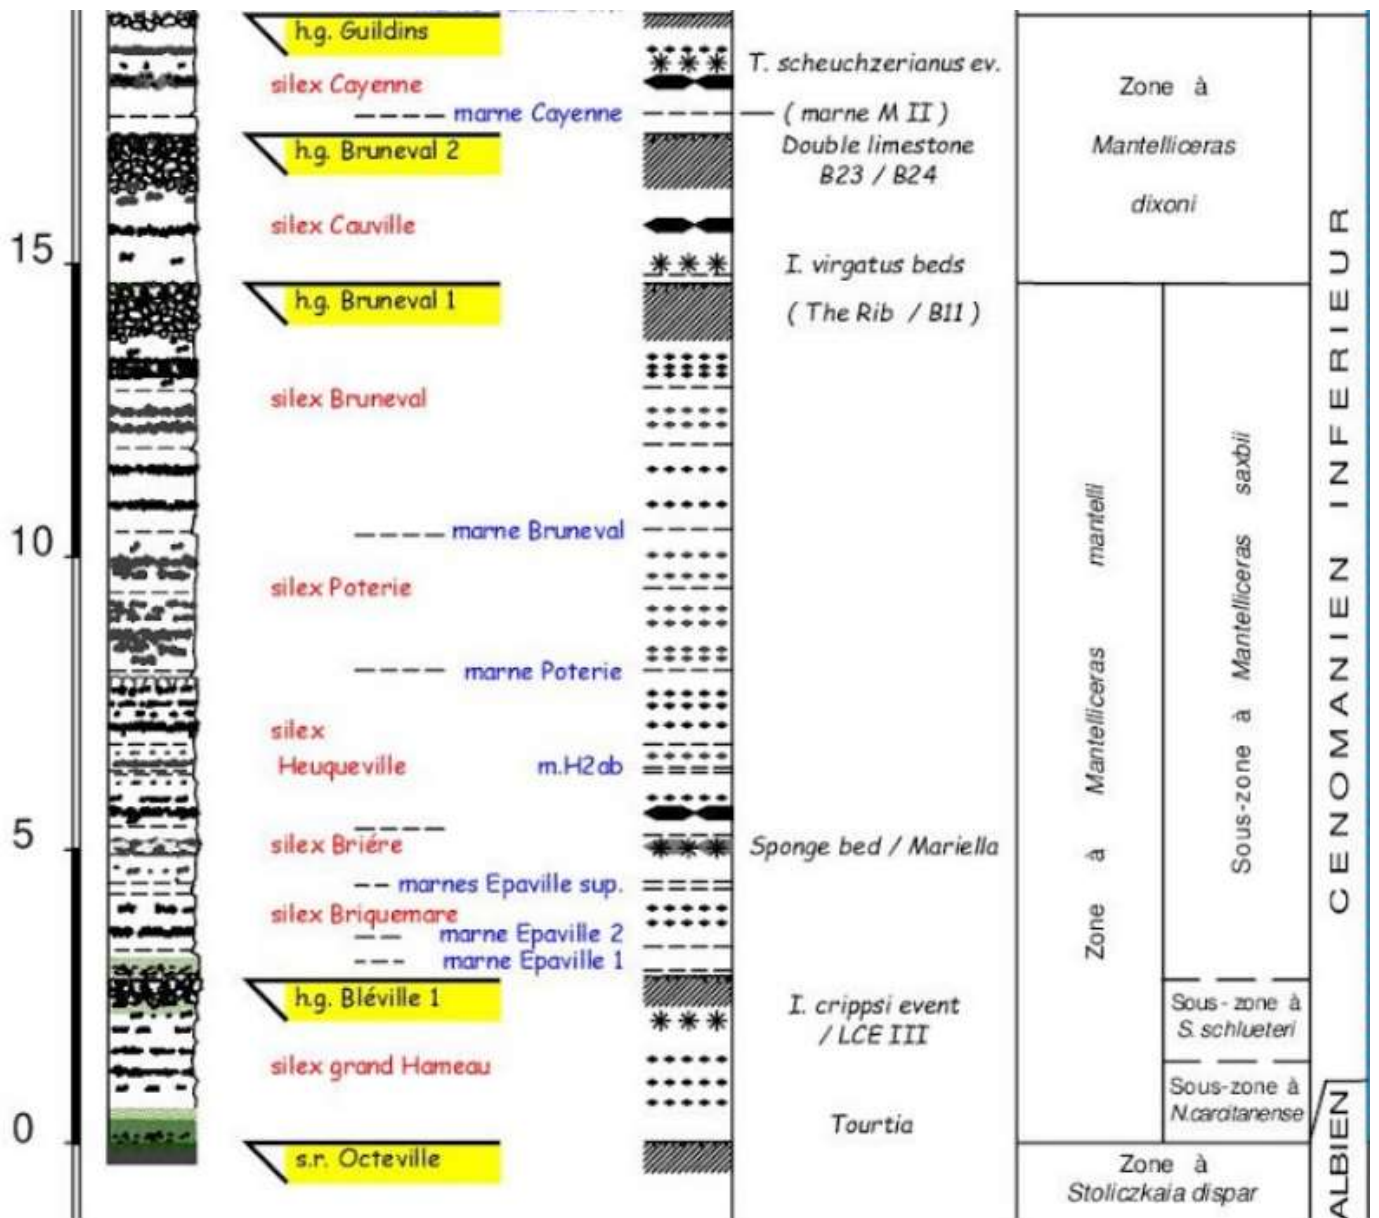 h.g. Guildins
T. scheuchzerianus ev.
silex Cayenne
Zone à
marne Cayenne
( marne M II )
h.g. Bruneval 2
Double limestone
B23 / B24
Mantelliceras
dixoni
silex Cauville
15
I. virgatus beds
h.g. Bruneval 1
( The Rib / B11 )
silex Bruneval
10
marne Bruneval
silex Poterie
marne Poterie
silex
Heuqueville
m.H2ab
5
silex Briére
Sponge bed / Mariella
marnes Epaville sup.
silex Briquemare
marne Epaville 2
marne Epaville 1
h.g. Bléville 1
I. crippsi event
/ LCE III
silex grand Hameau
0
Tourtia
s.r. Octeville
Zone à Mantelliceras mantelli
Sous-zone à Mantelliceras saxbii
Sous-zone à
S. schlueteri
Sous-zone à
N.carcitanense
Zone à
Stoliczkaia dispar
CENOMANIEN INFERIEUR
ALBIEN